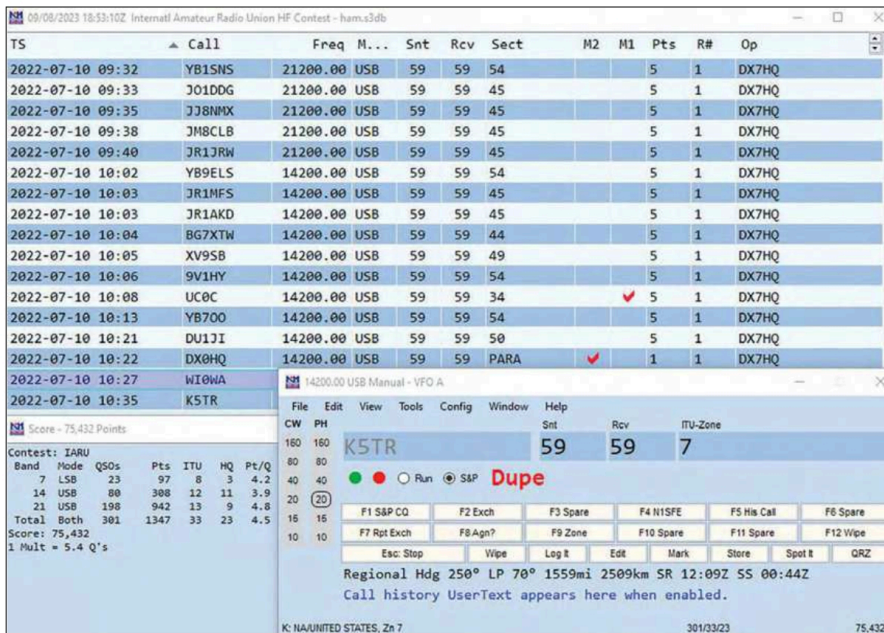 09/08/2023 18:53:10Z Internatl Amateur Radio Union HF Contest - ham.s3db
TS Call Freq M... Snt Rcv Sect M2 M1 Pts R# Op
2022-07-10 09:32 YB1SNS 21200.00 USB 59 59 54 5 1 DX7HQ
2022-07-10 09:33 JO1DDG 21200.00 USB 59 59 45 5 1 DX7HQ
2022-07-10 09:35 JJ8NMX 21200.00 USB 59 59 45 5 1 DX7HQ
2022-07-10 09:38 JM8CLB 21200.00 USB 59 59 45 5 1 DX7HQ
2022-07-10 09:40 JR1JRW 21200.00 USB 59 59 45 5 1 DX7HQ
2022-07-10 10:02 YB9ELS 14200.00 USB 59 59 54 5 1 DX7HQ
2022-07-10 10:03 JR1MFS 14200.00 USB 59 59 45 5 1 DX7HQ
2022-07-10 10:03 JR1AKD 14200.00 USB 59 59 45 5 1 DX7HQ
2022-07-10 10:04 BG7XTW 14200.00 USB 59 59 44 5 1 DX7HQ
2022-07-10 10:05 XV9SB 14200.00 USB 59 59 49 5 1 DX7HQ
2022-07-10 10:06 9V1HY 14200.00 USB 59 59 54 5 1 DX7HQ
2022-07-10 10:08 UC0C 14200.00 USB 59 59 34 5 1 DX7HQ
2022-07-10 10:13 YB7OO 14200.00 USB 59 59 54 5 1 DX7HQ
2022-07-10 10:21 DU1JI 14200.00 USB 59 59 50 5 1 DX7HQ
2022-07-10 10:22 DX0HQ 14200.00 USB 59 59 PARA 1 1 DX7HQ
2022-07-10 10:27 WI0WA
2022-07-10 10:35 K5TR
Score - 75,432 Points
Contest: IARU
Band Mode QSOs Pts ITU HQ Pt/Q
7 LSB 23 97 8 3 4.2
14 USB 80 308 12 11 3.9
21 USB 198 942 13 9 4.8
Total Both 301 1347 33 23 4.5
Score: 75,432
1 Mult = 5.4 Q's
14200.00 USB Manual - VFO A
File Edit View Tools Config Window Help
CW PH Snt Rcv ITU-Zone
160 160 K5TR 59 59 7
80 80
40 40 Run S&P Dupe
20 20
15 15
10 10
F1 S&P CQ F2 Exch F3 Spare F4 N1SFE F5 His Call F6 Spare
F7 Rpt Exch F8 Agn? F9 Zone F10 Spare F11 Spare F12 Wipe
Esc: Stop Wipe Log It Edit Mark Store Spot It QRZ
Regional Hdg 250° LP 70° 1559mi 2509km SR 12:09Z SS 00:44Z
Call history UserText appears here when enabled.
K: NA/UNITED STATES, Zn 7 301/33/23 75,432